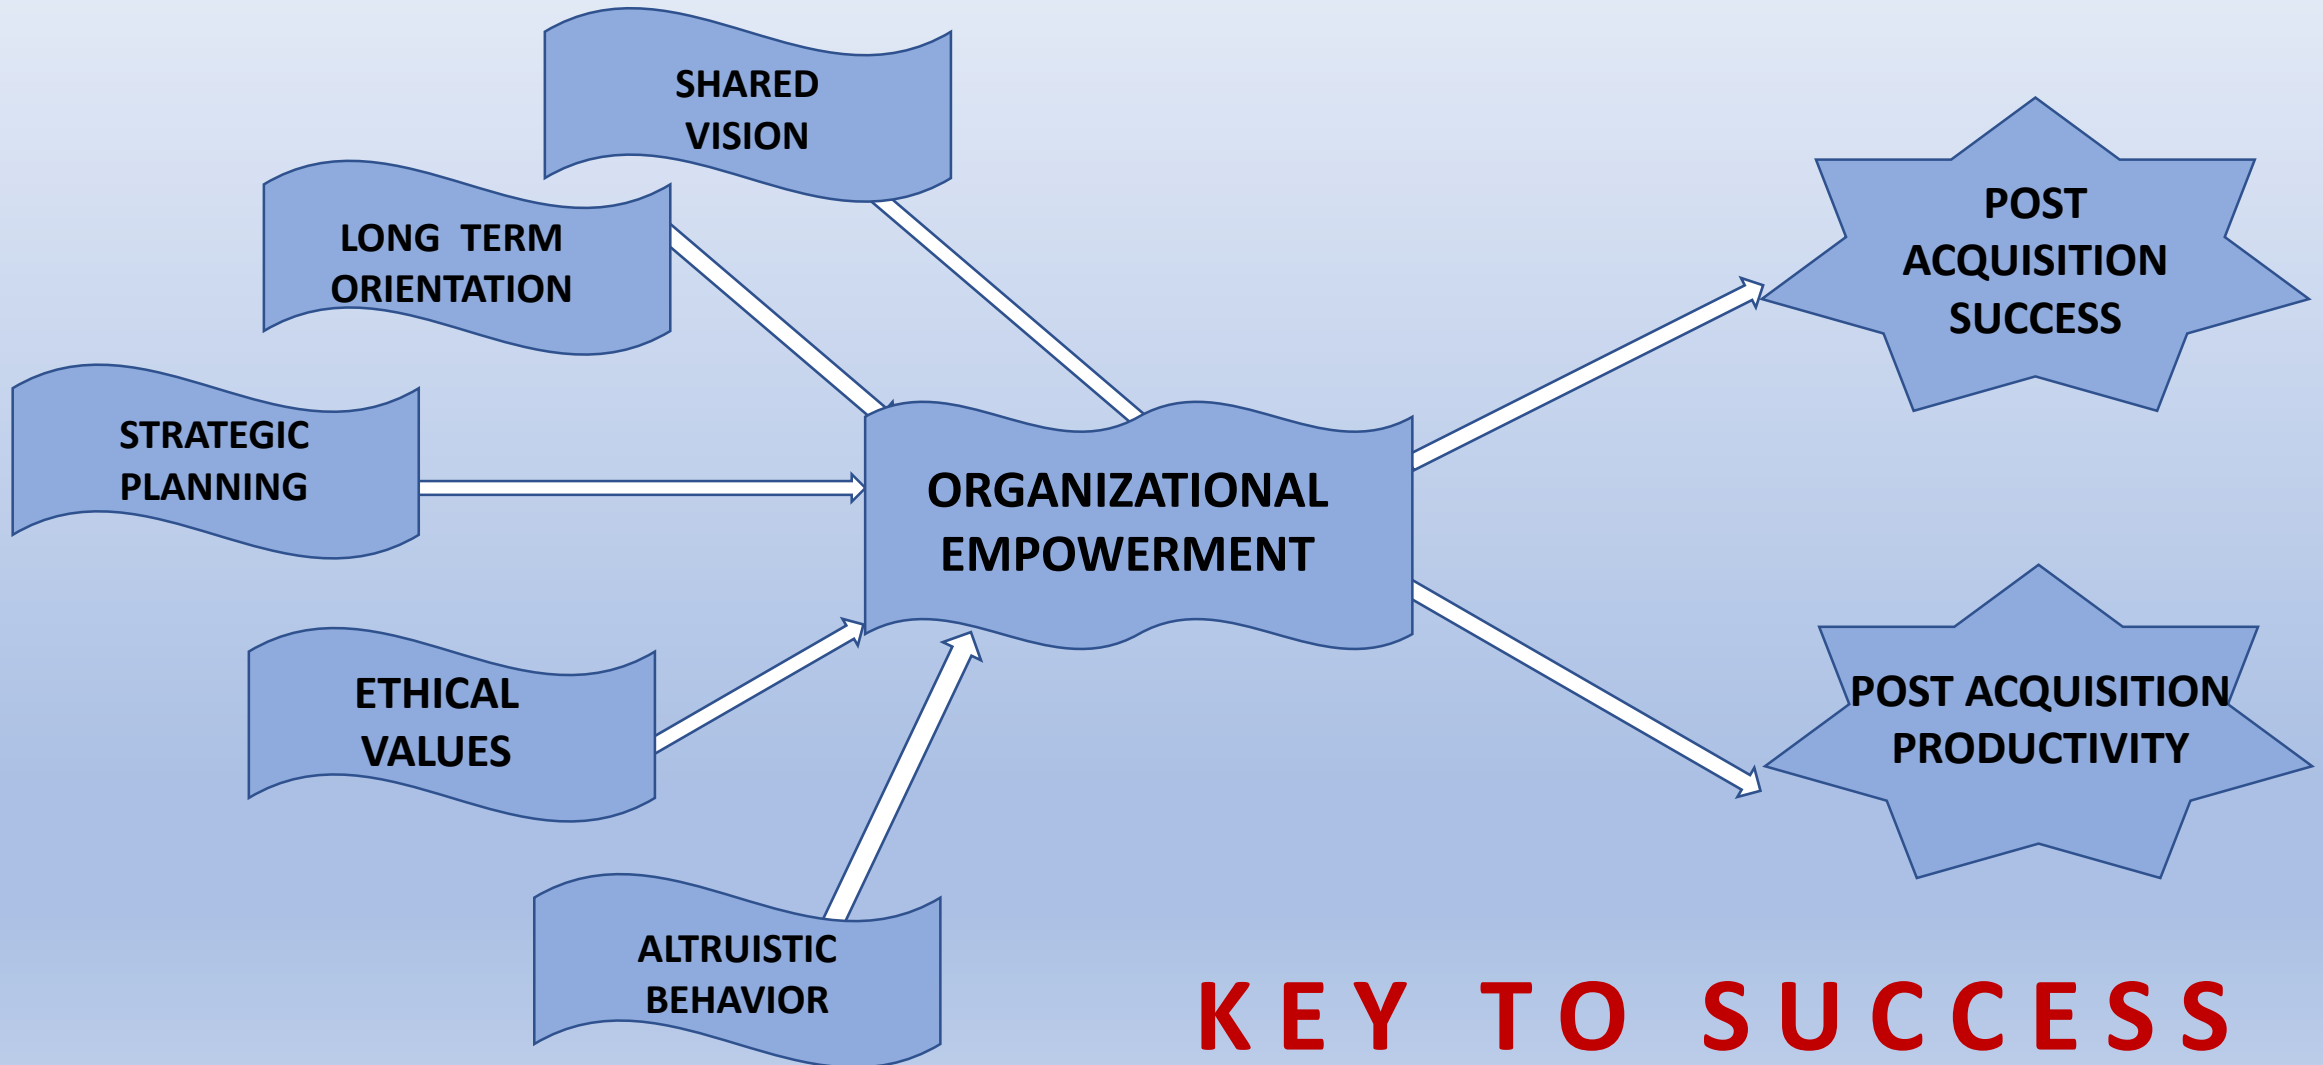 SHARED
VISION
LONG TERM
ORIENTATION
STRATEGIC
PLANNING
ETHICAL
VALUES
ALTRUISTIC
BEHAVIOR
ORGANIZATIONAL
EMPOWERMENT
POST
ACQUISITION
SUCCESS
POST ACQUISITION
PRODUCTIVITY
KEY TO SUCCESS